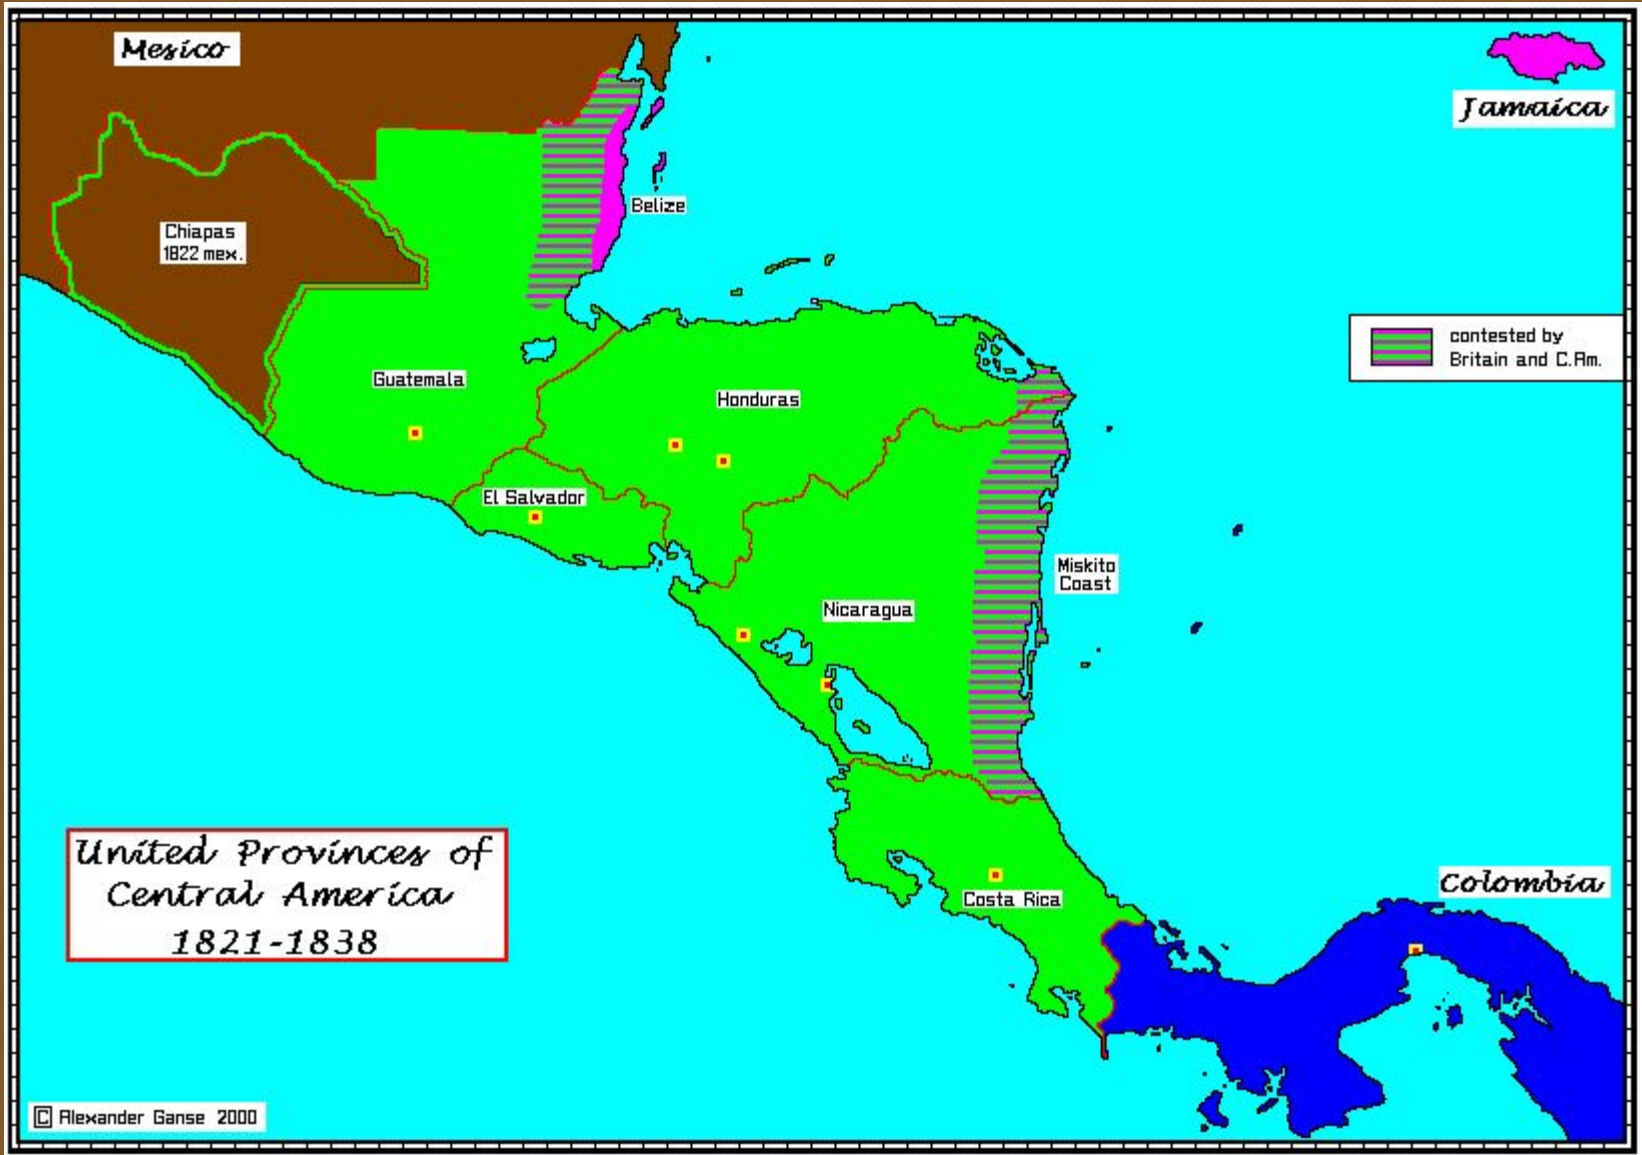 Mexico
Jamaica
Chiapas
1822 mex.
Belize
contested by
Britain and C.Am.
Guatemala
Honduras
El Salvador
Miskito
Coast
Nicaragua
United Provinces of
Central America
1821-1838
Costa Rica
Colombia
C Alexander Ganse 2000